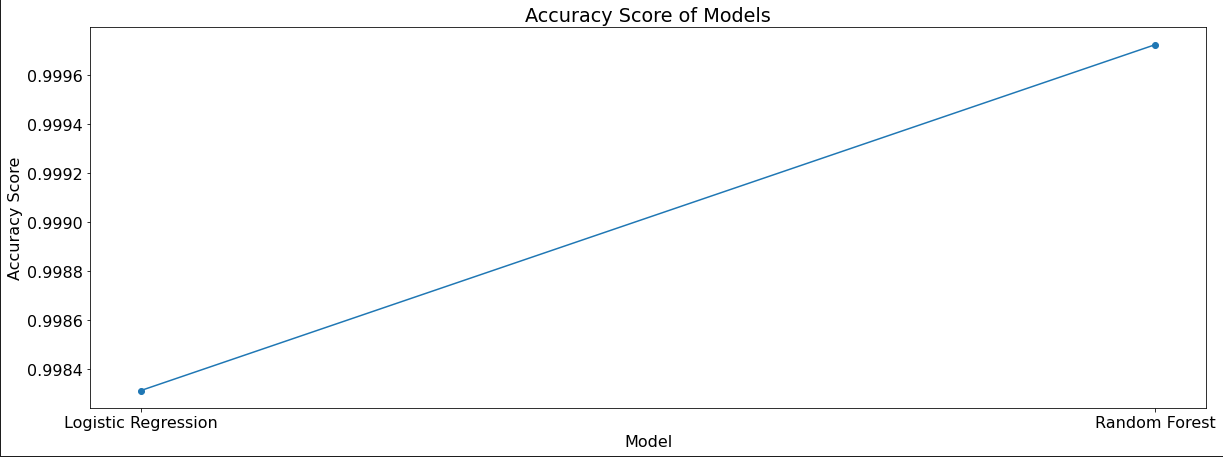 Accuracy Score of Models
Accuracy Score
0.9996
0.9994
0.9992
0.9990
0.9988
0.9986
0.9984
Logistic Regression
Random Forest
Model